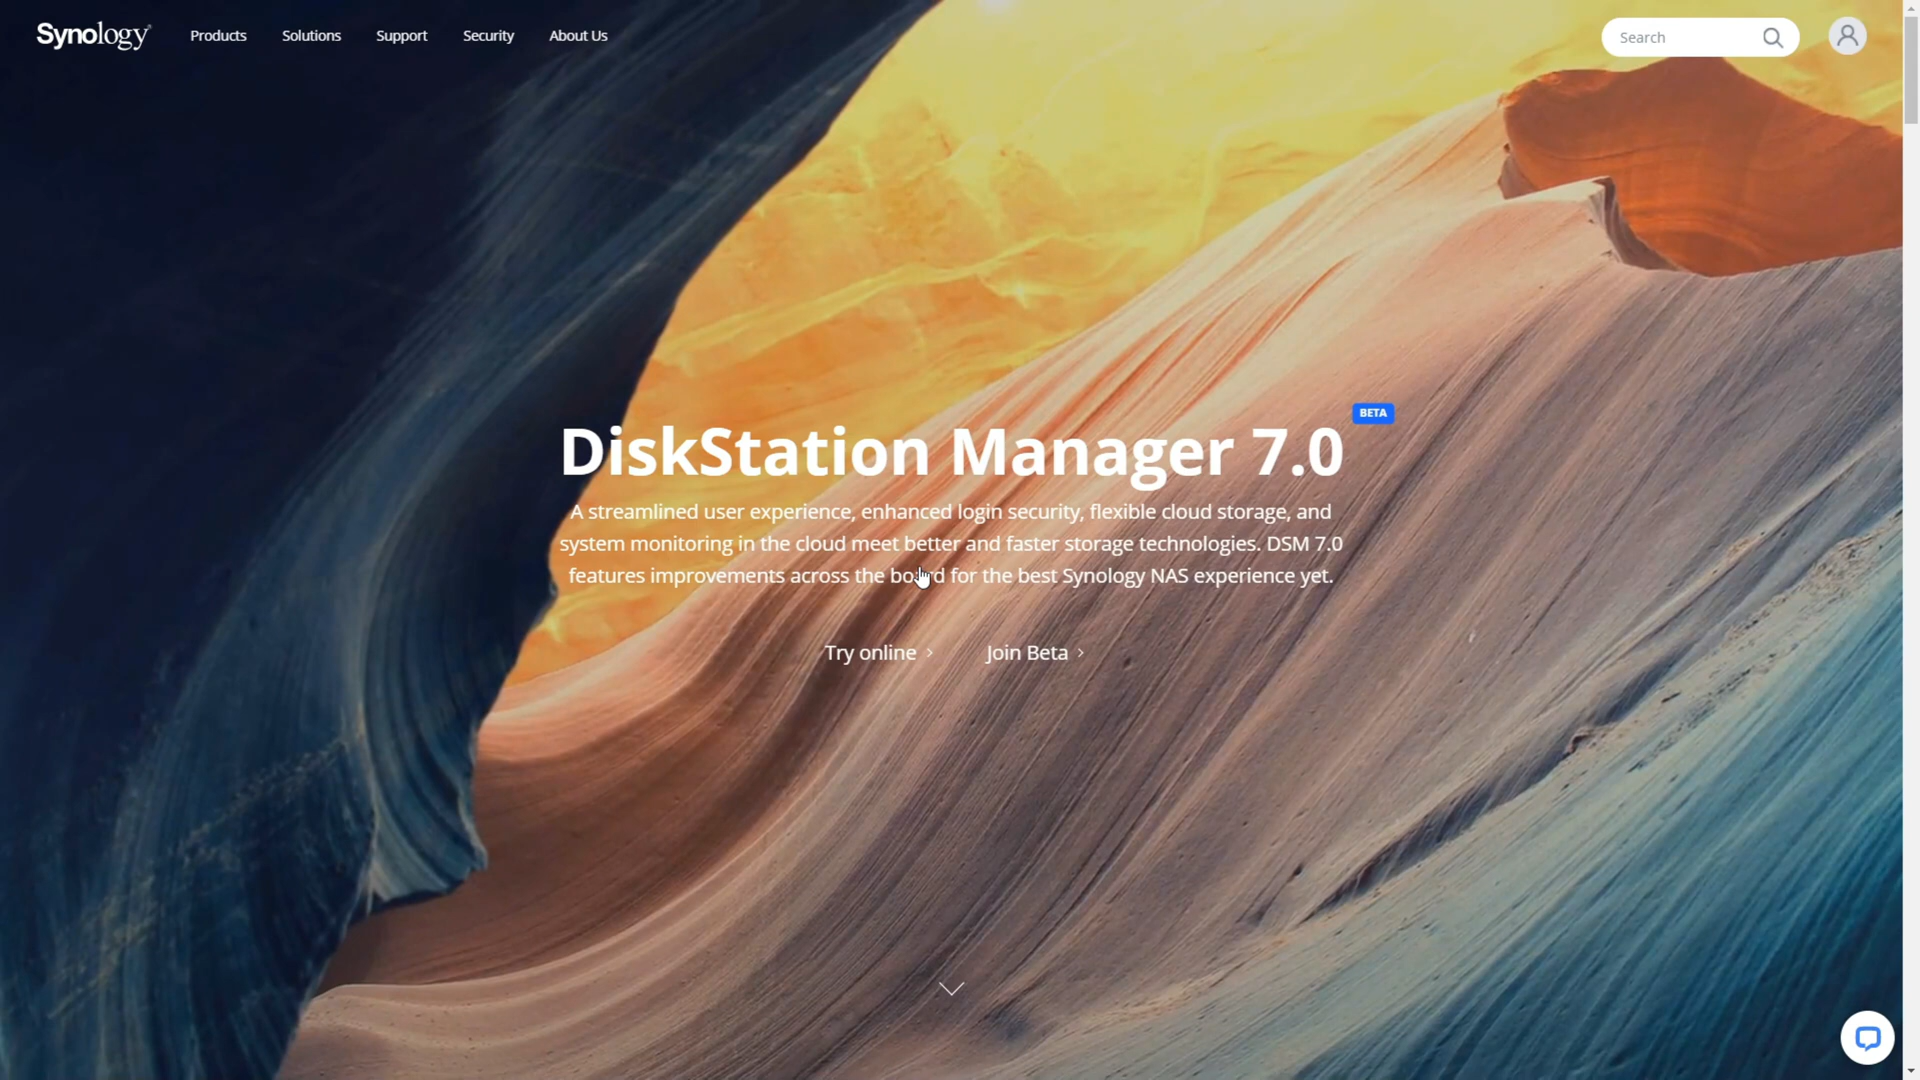 Synology
Products
Solutions
Support
Security
About Us
Search
BETA
DiskStation Manager 7.0
A streamlined user experience, enhanced login security, flexible cloud storage, and
system monitoring in the cloud meet better and faster storage technologies. DSM 7.0
features improvements across the board for the best Synology NAS experience yet.
Try online
Join Beta